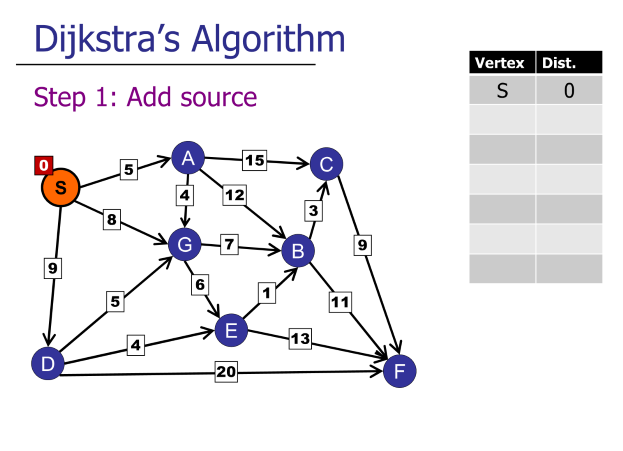 Dijkstra's Algorithm
Step 1: Add source
Vertex Dist.
S 0
0
S
A
C
G
B
E
D
F
5
15
4
12
8
3
9
7
9
6
5
1
11
4
13
20